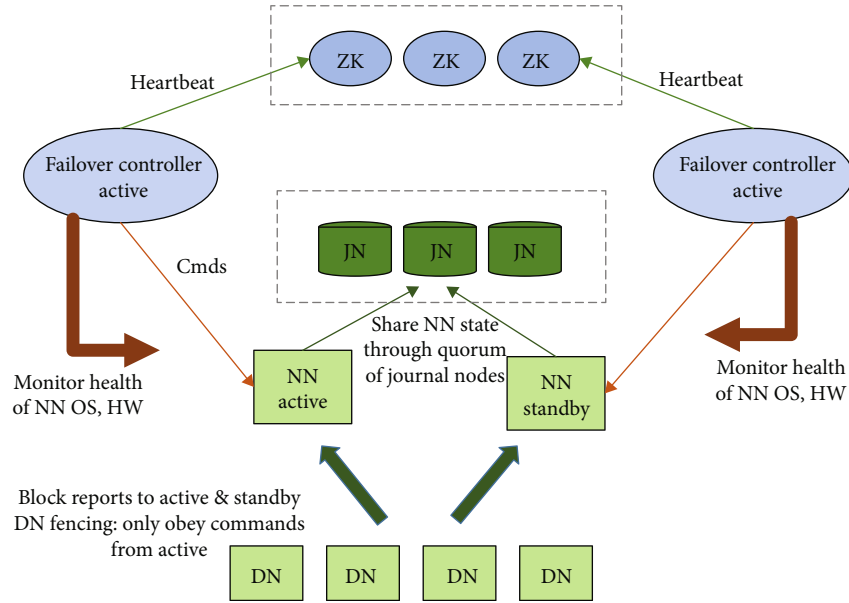 ZK
ZK
ZK
Heartbeat
Heartbeat
Failover controller
active
Failover controller
active
JN
JN
JN
Cmds
Share NN state
through quorum
of journal nodes
Monitor health
of NN OS, HW
NN
active
NN
standby
Monitor health
of NN OS, HW
Block reports to active & standby
DN fencing: only obey commands
from active
DN
DN
DN
DN